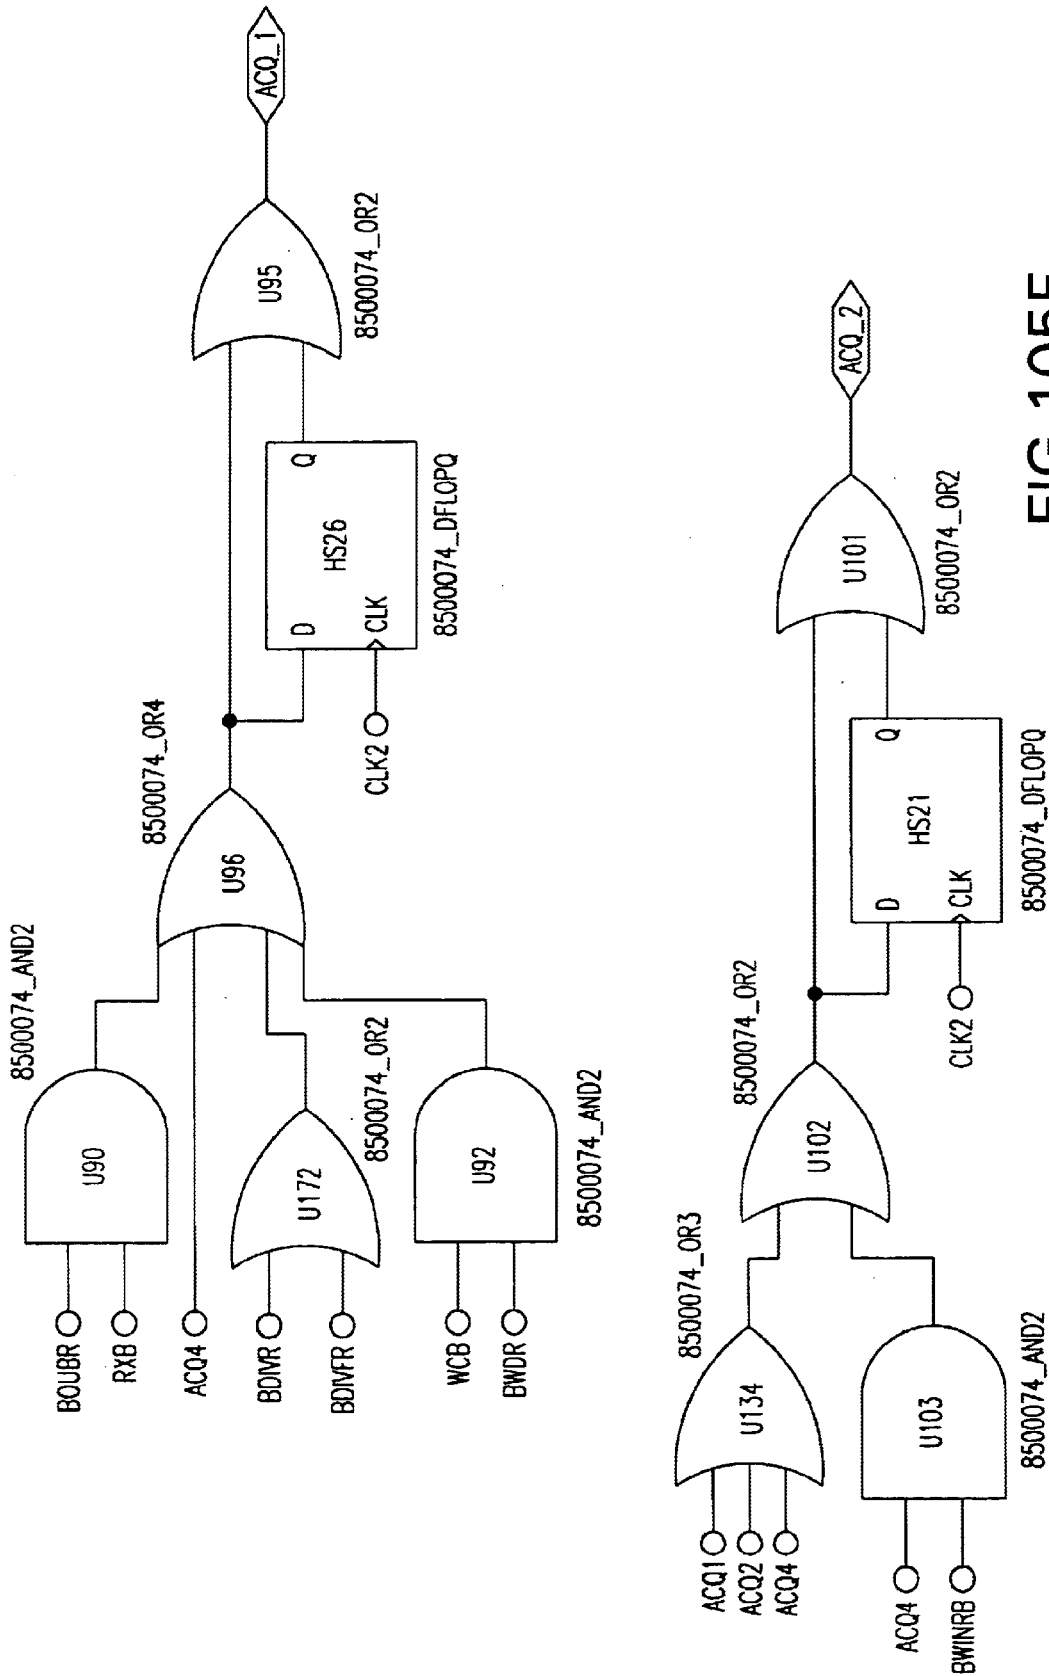 BOUBR
RXB
ACQ4
BDIVR
BDIVFR
WCB
BWDR
U90
8500074_AND2
U172
8500074_OR2
U92
8500074_AND2
U96
8500074_OR4
CLK2
D
CLK
HS26
Q
8500074_DFLOPQ
U95
8500074_OR2
ACQ_1
ACQ1
ACQ2
ACQ4
ACQ4
BWINRB
U134
8500074_OR3
U103
8500074_AND2
U102
8500074_OR2
CLK2
D
CLK
HS21
Q
8500074_DFLOPQ
U101
8500074_OR2
ACQ_2